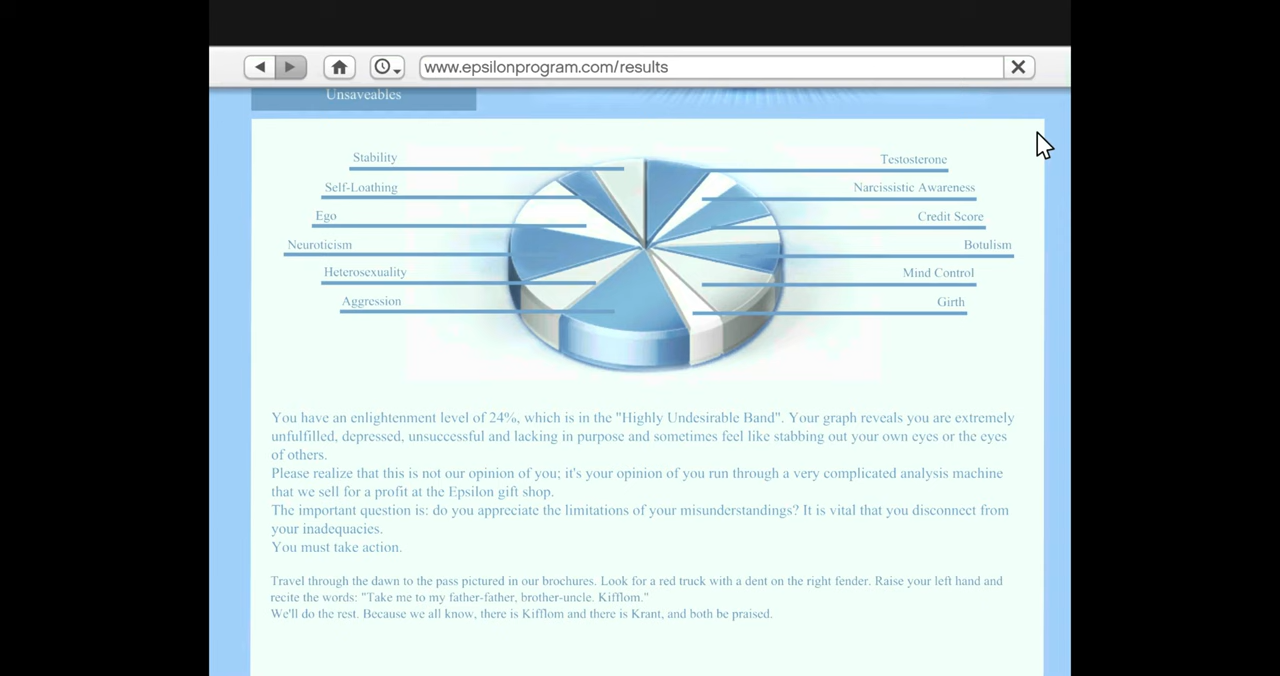 www.epsilonprogram.com/results
Unsaveables
Stability
Testosterone
Self-Loathing
Narcissistic Awareness
Ego
Credit Score
Neuroticism
Botulism
Heterosexuality
Mind Control
Aggression
Girth
You have an enlightenment level of 24%, which is in the "Highly Undesirable Band". Your graph reveals you are extremely
unfulfilled, depressed, unsuccessful and lacking in purpose and sometimes feel like stabbing out your own eyes or the eyes
of others.
Please realize that this is not our opinion of you; it's your opinion of you run through a very complicated analysis machine
that we sell for a profit at the Epsilon gift shop.
The important question is: do you appreciate the limitations of your misunderstandings? It is vital that you disconnect from
your inadequacies.
You must take action.
Travel through the dawn to the pass pictured in our brochures. Look for a red truck with a dent on the right fender. Raise your left hand and
recite the words: "Take me to my father-father, brother-uncle. Kifflom."
We'll do the rest. Because we all know, there is Kifflom and there is Krant, and both be praised.